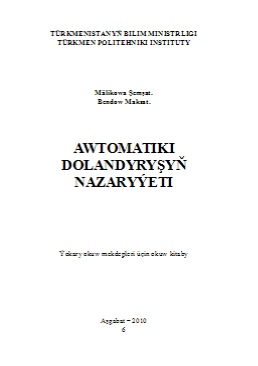 TÜRKMENISTANYŇ BILIM MINISTRLIGI
TÜRKMEN POLITEHNIKI INSTITUTY
Mälikowa Şemşat.
Bendow Maksat.
AWTOMATIKI
DOLANDYRYŞYŇ
NAZARYÝETI
Ýokary okuw mekdepleri üçin okuw kitaby
Aşgabat – 2010
6